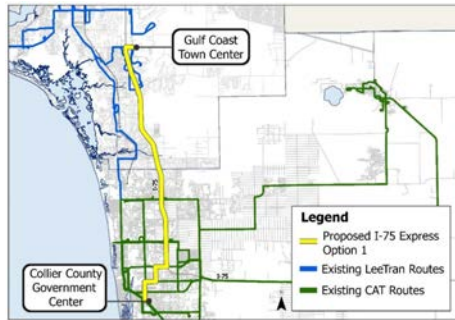 Gulf Coast
Town Center
I-75
Collier County
Government
Center
I-75
Legend
Proposed I-75 Express
Option 1
Existing LeeTran Routes
Existing CAT Routes